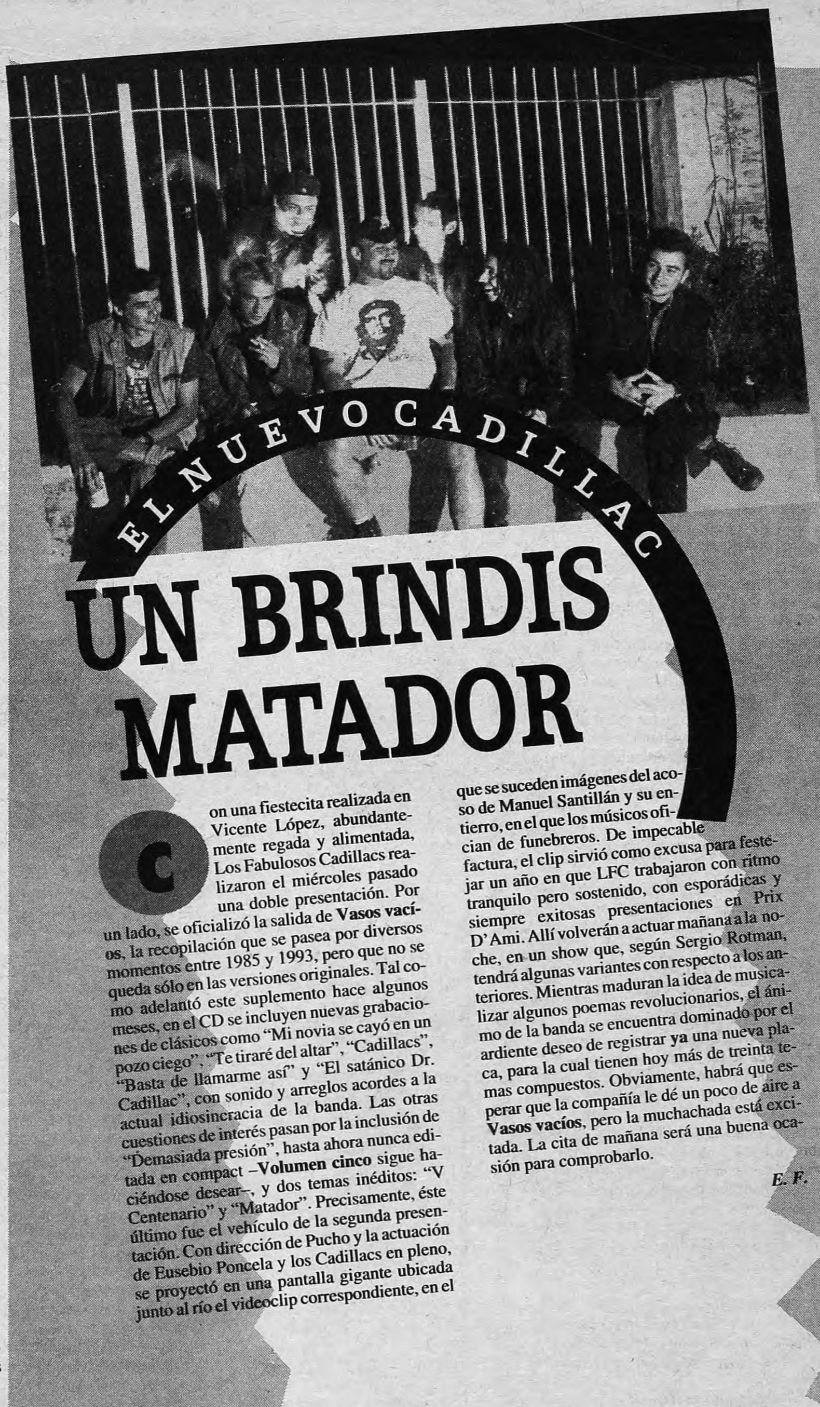 EL NUEVO CADILLAC
UN BRINDIS
MATADOR
Con una fiestecita realizada en
Vicente López, abundante-
mente regada y alimentada,
Los Fabulosos Cadillacs rea-
lizaron el miércoles pasado
una doble presentación. Por
un lado, se oficializó la salida de Vasos vací-
os, la recopilación que se pasea por diversos
momentos entre 1985 y 1993, pero que no se
queda sólo en las versiones originales. Tal co-
mo adelantó este suplemento hace algunos
meses, en el CD se incluyen nuevas grabacio-
nes de clásicos como “Mi novia se cayó en un
pozo ciego”, “Te tiraré del altar”, “Cadillacs”,
“Basta de llamarme así” y “El satánico Dr.
Cadillac”, con sonido y arreglos acordes a la
actual idiosincracia de la banda. Las otras
cuestiones de interés pasan por la inclusión de
“Demasiada presión”, hasta ahora nunca edi-
tada en compact –Volumen cinco sigue ha-
ciéndose desear–, y dos temas inéditos: “V
Centenario” y “Matador”. Precisamente, éste
último fue el vehículo de la segunda presen-
tación. Con dirección de Pucho y la actuación
de Eusebio Poncela y los Cadillacs en pleno,
se proyectó en una pantalla gigante ubicada
junto al río el videoclip correspondiente, en el
que se suceden imágenes del aco-
so de Manuel Santillán y su en-
tierro, en el que los músicos ofi-
cian de funebreros. De impecable
factura, el clip sirvió como excusa para feste-
jar un año en que LFC trabajaron con ritmo
tranquilo pero sostenido, con esporádicas y
siempre exitosas presentaciones en Prix
D’Ami. Allí volverán a actuar mañana a la no-
che, en un show que, según Sergio Rotman,
tendrá algunas variantes con respecto a los an-
teriores. Mientras maduran la idea de musica-
lizar algunos poemas revolucionarios, el áni-
mo de la banda se encuentra dominado por el
ardiente deseo de registrar ya una nueva pla-
ca, para la cual tienen hoy más de treinta te-
mas compuestos. Obviamente, habrá que es-
perar que la compañía le dé un poco de aire a
Vasos vacíos, pero la muchachada está exci-
tada. La cita de mañana será una buena oca-
sión para comprobarlo.
E. F.